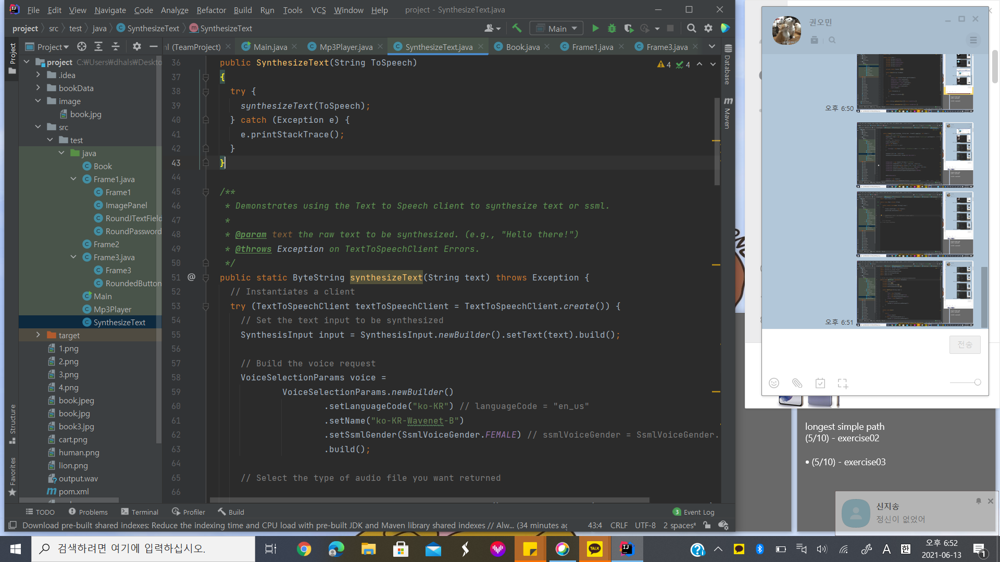 File Edit View Navigate Code Analyze Refactor Build Run Tools VCS Window Help project - SynthesizeText.java
project src test java SynthesizeText SynthesizeText
Main
Project
(TeamProject) Main.java Mp3Player.java SynthesizeText.java Book.java Frame1.java Frame3.java
project C:\Users\dhals\Deskto
.idea
bookData
image
book.jpg
src
test
java
Book
Frame1.java
Frame1
ImagePanel
RoundJTextField
RoundPassword
Frame2
Frame3.java
Frame3
RoundedButton
Main
Mp3Player
SynthesizeText
target
1.png
2.png
3.png
4.png
book.jpeg
book.jpg
book3.jpg
cart.png
human.png
lion.png
output.wav
pom.xml
Project
Structure
Favorites
4 4
36 public SynthesizeText(String ToSpeech)
37 {
38 try {
39 synthesizeText(ToSpeech);
40 } catch (Exception e) {
41 e.printStackTrace();
42 }
43 }
44
45 /**
46 * Demonstrates using the Text to Speech client to synthesize text or ssml.
47 *
48 * @param text the raw text to be synthesized. (e.g., "Hello there!")
49 * @throws Exception on TextToSpeechClient Errors.
50 */
51 @ public static ByteString synthesizeText(String text) throws Exception {
52 // Instantiates a client
53 try (TextToSpeechClient textToSpeechClient = TextToSpeechClient.create()) {
54 // Set the text input to be synthesized
55 SynthesisInput input = SynthesisInput.newBuilder().setText(text).build();
56
57 // Build the voice request
58 VoiceSelectionParams voice =
59 VoiceSelectionParams.newBuilder()
60 .setLanguageCode("ko-KR") // languageCode = "en_us"
61 .setName("ko-KR-Wavenet-B")
62 .setSsmlGender(SsmlVoiceGender.FEMALE) // ssmlVoiceGender = SsmlVoiceGender.
63 .build();
64
65 // Select the type of audio file you want returned
66
Database
Maven
TODO Problems Terminal Profiler Build 3 Event Log
Download pre-built shared indexes: Reduce the indexing time and CPU load with pre-built JDK and Maven library shared indexes // Alw... (34 minutes ag 43:4 CRLF UTF-8 2 spaces*
권오민
오후 6:50
오후 6:51
전송
longest simple path
(5/10) - exercise02
• (5/10) - exercise03
신지송
정신이 없었어
검색하려면 여기에 입력하십시오.
TALK
A 한
오후 6:52
2021-06-13
1